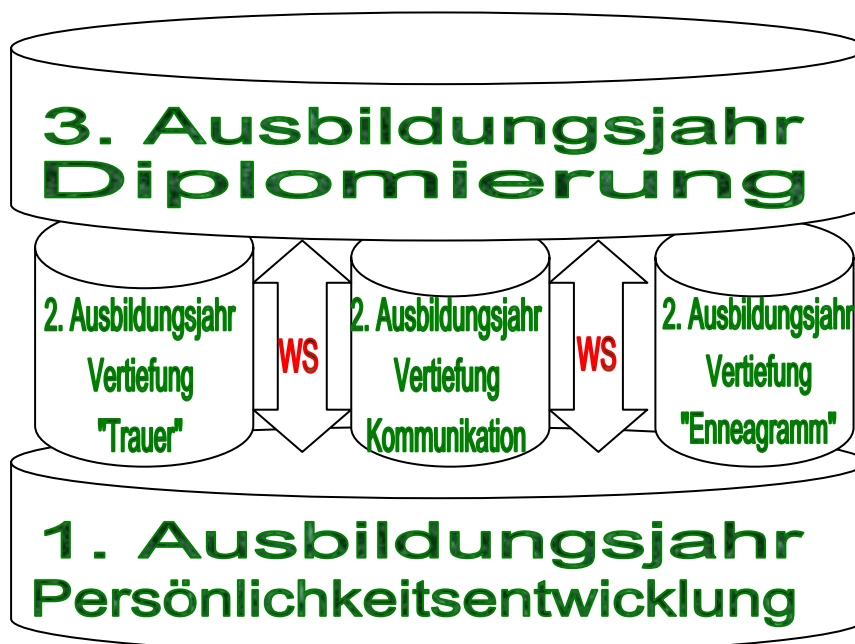 3. Ausbildungsjahr
Diplomierung
2. Ausbildungsjahr
Vertiefung
"Trauer"
WS
2. Ausbildungsjahr
Vertiefung
Kommunikation
WS
2. Ausbildungsjahr
Vertiefung
"Enneagramm"
1. Ausbildungsjahr
Persönlichkeitsentwicklung